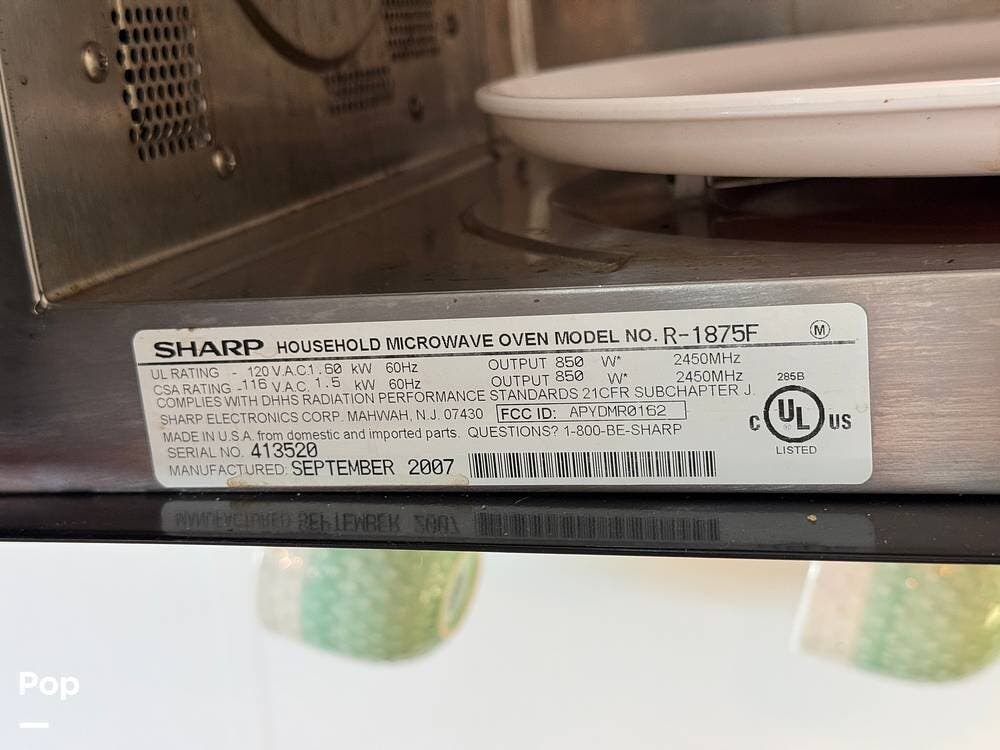 SHARP HOUSEHOLD MICROWAVE OVEN MODEL NO. R-1875F M
UL RATING - 120 V.A.C. 1.60 kW 60Hz OUTPUT 850 W* 2450MHz
CSA RATING - 116 V.A.C. 1.5 kW 60Hz OUTPUT 850 W* 2450MHz
COMPLIES WITH DHHS RADIATION PERFORMANCE STANDARDS 21CFR SUBCHAPTER J.
SHARP ELECTRONICS CORP. MAHWAH, N.J. 07430 FCC ID: APYDMR0162
MADE IN U.S.A. from domestic and imported parts. QUESTIONS? 1-800-BE-SHARP
SERIAL NO. 413520
MANUFACTURED: SEPTEMBER 2007
285B
C UL US
LISTED
MANUFACTURED SEPTEMBER 2007
Pop